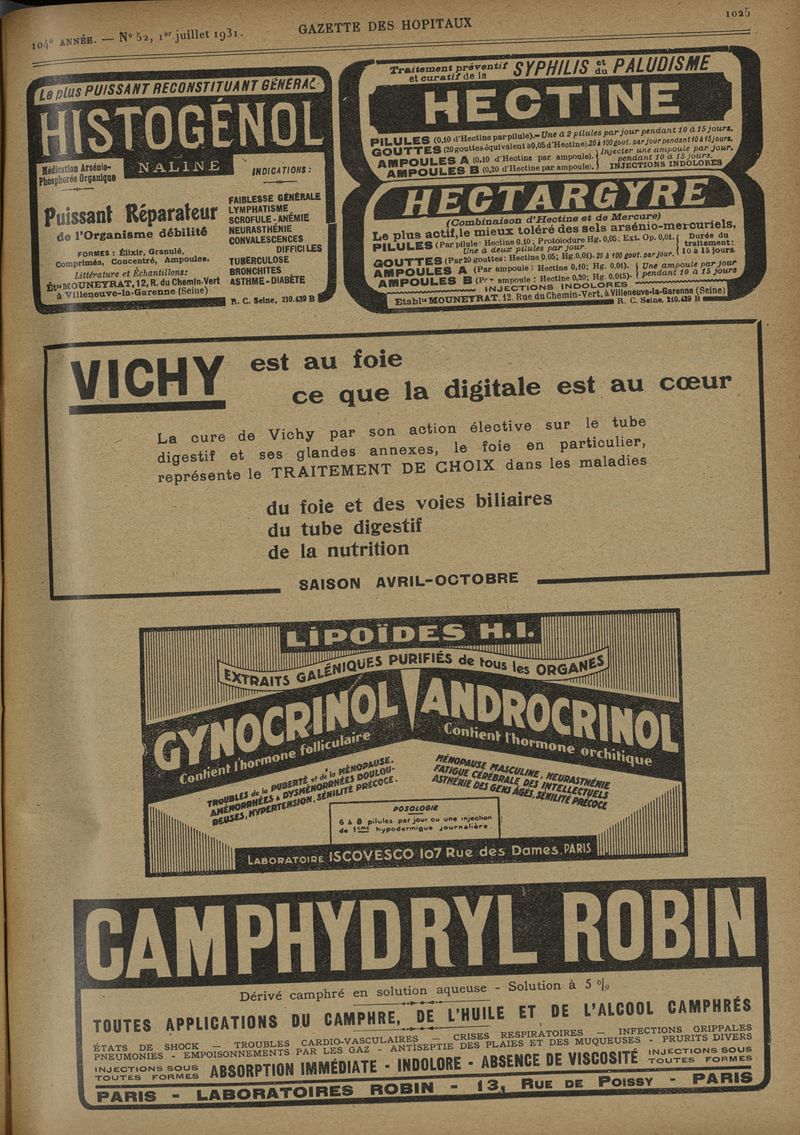 104e ANNÉE. — No 52, 1er juillet 1931.
GAZETTE DES HOPITAUX
1025
Le plus PUISSANT RECONSTITUANT GÉNÉRAL
HISTOGÉNOL
Médication Arsénio-
Phosphorée Organique
NALINE
INDICATIONS :
Puissant Réparateur
de l'Organisme débilité
FORMES : Élixir, Granulé,
Comprimés, Concentré, Ampoules.
Littérature et Échantillons:
Éts MOUNEYRAT, 12, R. du Chemin-Vert
à Villeneuve-la-Garenne (Seine)
FAIBLESSE GÉNÉRALE
LYMPHATISME
SCROFULE - ANÉMIE
NEURASTHÉNIE
CONVALESCENCES
DIFFICILES
TUBERCULOSE
BRONCHITES
ASTHME - DIABÈTE
R. C. Seine, 210.439 B
Traitement préventif
et curatif de la
SYPHILIS et du PALUDISME
HECTINE
PILULES (0,10 d'Hectine par pilule).- Une à 2 pilules par jour pendant 10 à 15 jours.
GOUTTES (20 gouttes équivalent à 0,05 d'Hectine). 20 à 100 gout. par jour pendant 10 à 15 jours.
AMPOULES A (0,10 d'Hectine par ampoule).
AMPOULES B (0,20 d'Hectine par ampoule).
Injecter une ampoule par jour.
pendant 10 à 15 jours.
INJECTIONS INDOLORES
HECTARGYRE
(Combinaison d'Hectine et de Mercure)
Le plus actif, le mieux toléré des sels arsénio-mercuriels.
PILULES (Par pilule : Hectine 0,10 ; Protoiodure Hg. 0,05 ; Ext. Op. 0,01.
Une à deux pilules par jour.
GOUTTES (Par 20 gouttes : Hectine 0,05 ; Hg. 0,01). 20 à 100 gout. par jour.
Durée du
traitement :
10 à 15 jours.
AMPOULES A (Par ampoule : Hectine 0,10; Hg. 0,01).
AMPOULES B (Par ampoule : Hectine 0,20; Hg. 0,015).
Une ampoule par jour
pendant 10 à 15 jours
INJECTIONS INDOLORES
Etablts MOUNEYRAT, 12, Rue du Chemin-Vert, à Villeneuve-la-Garenne (Seine)
R. C. Seine, 210.439 B
VICHY
est au foie
ce que la digitale est au cœur
La cure de Vichy par son action élective sur le tube
digestif et ses glandes annexes, le foie en particulier,
représente le TRAITEMENT DE CHOIX dans les maladies
du foie et des voies biliaires
du tube digestif
de la nutrition
SAISON AVRIL-OCTOBRE
LIPOÏDES H.I.
EXTRAITS GALÉNIQUES PURIFIÉS de tous les ORGANES
GYNOCRINOL
Contient l'hormone folliculaire
ANDROCRINOL
Contient l'hormone orchitique
TROUBLES de la PUBERTÉ et de la MÉNOPAUSE.
AMÉNORRHÉES & DYSMÉNORRHÉES DOULOU-
REUSES, HYPERTENSION, SÉNILITÉ PRÉCOCE.
MÉNOPAUSE MASCULINE, NEURASTHÉNIE
FATIGUE CÉRÉBRALE DES INTELLECTUELS
ASTHÉNIE DES GENS AGÉS, SÉNILITÉ PRÉCOCE
POSOLOGIE
6 à 8 pilules par jour ou une injection
de 1cmc hypodermique journalière
LABORATOIRE ISCOVESCO 107 Rue des Dames, PARIS
CAMPHYDRYL ROBIN
Dérivé camphré en solution aqueuse - Solution à 5 %
TOUTES APPLICATIONS DU CAMPHRE, DE L'HUILE ET DE L'ALCOOL CAMPHRÉS
ÉTATS DE SHOCK — TROUBLES CARDIO-VASCULAIRES — CRISES RESPIRATOIRES — INFECTIONS GRIPPALES
PNEUMONIES - EMPOISONNEMENTS PAR LES GAZ - ANTISEPTIE DES PLAIES ET DES MUQUEUSES - PRURITS DIVERS
INJECTIONS SOUS
TOUTES FORMES
ABSORPTION IMMÉDIATE - INDOLORE - ABSENCE DE VISCOSITÉ
INJECTIONS SOUS
TOUTES FORMES
PARIS - LABORATOIRES ROBIN - 13, RUE DE POISSY - PARIS